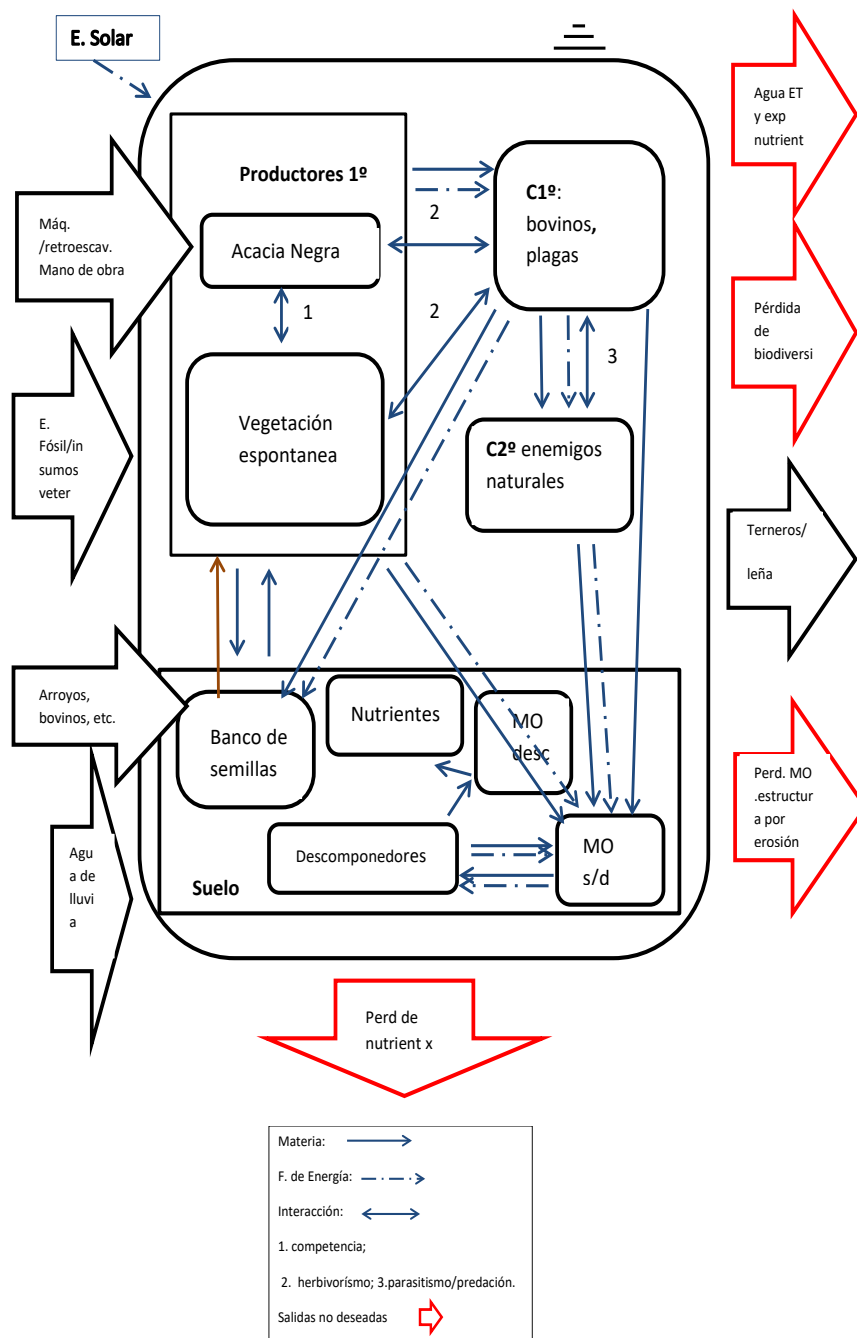 E. Solar
Agua ET
y exp
nutrient
Productores 1º
2
C1º:
bovinos,
plagas
Máq.
/retroescav.
Mano de obra
Acacia Negra
1
2
Pérdida
de
biodiversi
3
E.
Fósil/in
sumos
veter
Vegetación
espontanea
C2º enemigos
naturales
Terneros/
leña
Arroyos,
bovinos, etc.
Banco de
semillas
Nutrientes
MO
desc
Perd. MO
.estructur
a por
erosión
Agu
a de
lluvi
a
Descomponedores
MO
s/d
Suelo
Perd de
nutrient x
Materia:
F. de Energía:
Interacción:
1. competencia;
2. herbivorísmo; 3.parasitismo/predación.
Salidas no deseadas